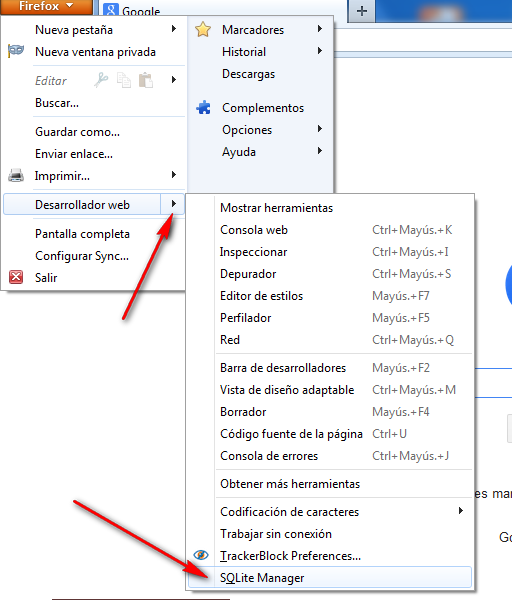 Firefox
Google
Nueva pestaña
Nueva ventana privada
Editar
Buscar...
Guardar como...
Enviar enlace...
Imprimir...
Desarrollador web
Pantalla completa
Configurar Sync...
Salir
Marcadores
Historial
Descargas
Complementos
Opciones
Ayuda
Mostrar herramientas
Consola web Ctrl+Mayús.+K
Inspeccionar Ctrl+Mayús.+I
Depurador Ctrl+Mayús.+S
Editor de estilos Mayús.+F7
Perfilador Mayús.+F5
Red Ctrl+Mayús.+Q
Barra de desarrolladores Mayús.+F2
Vista de diseño adaptable Ctrl+Mayús.+M
Borrador Mayús.+F4
Código fuente de la página Ctrl+U
Consola de errores Ctrl+Mayús.+J
Obtener más herramientas
Codificación de caracteres
Trabajar sin conexión
TrackerBlock Preferences...
SQLite Manager